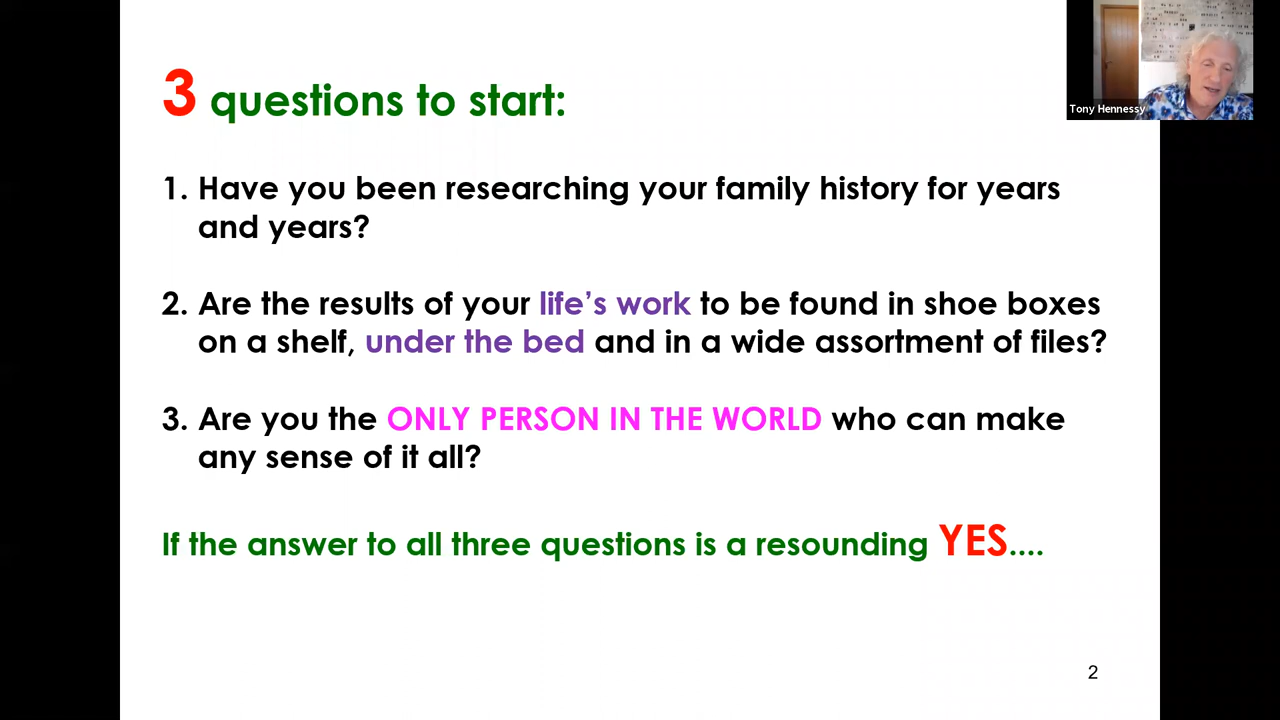 3 questions to start:
Tony Hennessy
1. Have you been researching your family history for years
and years?
2. Are the results of your life's work to be found in shoe boxes
on a shelf, under the bed and in a wide assortment of files?
3. Are you the ONLY PERSON IN THE WORLD who can make
any sense of it all?
If the answer to all three questions is a resounding YES....
2